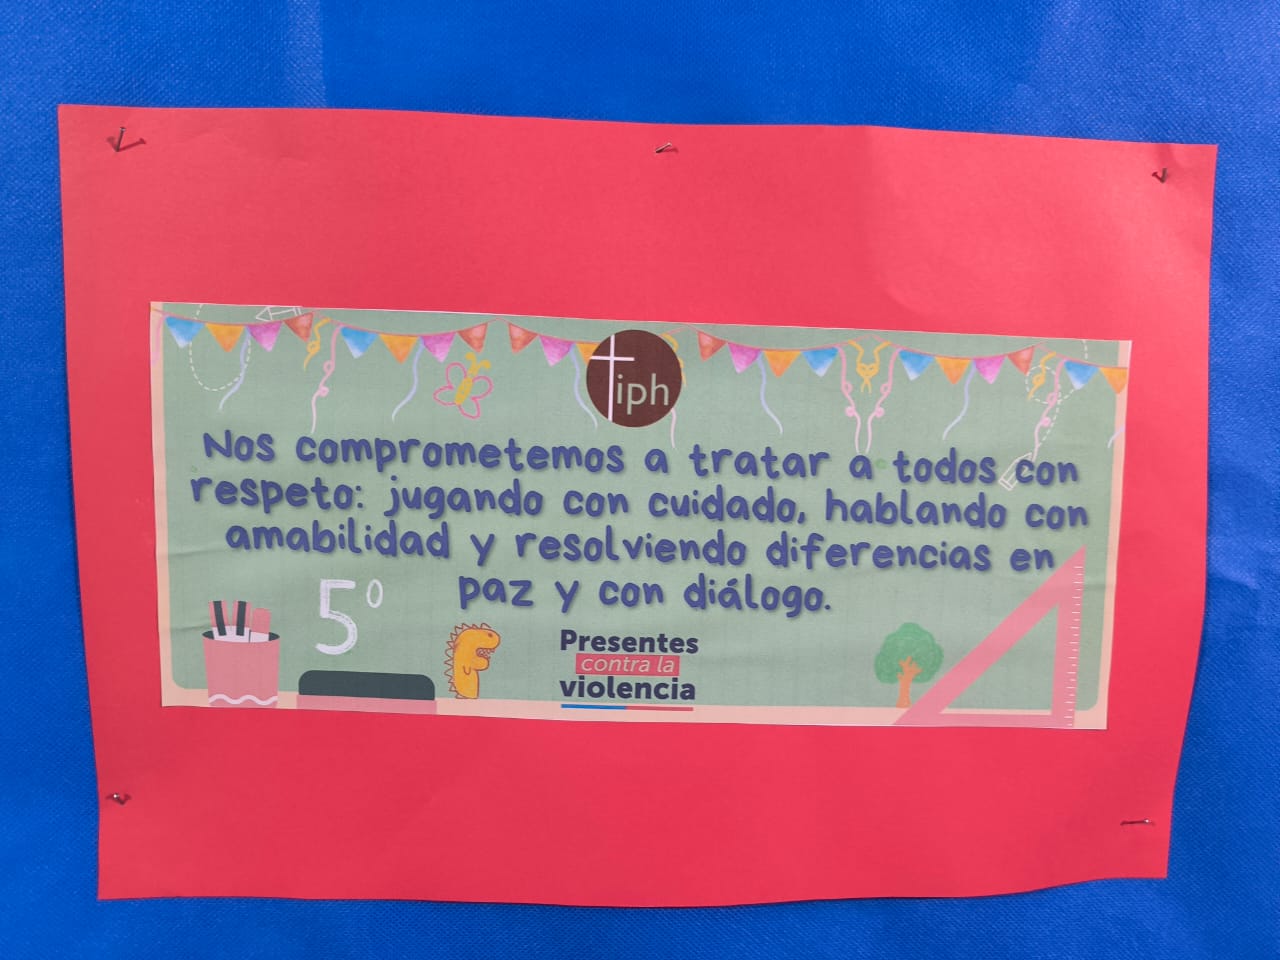 iph
Nos comprometemos a tratar a todos con
respeto: jugando con cuidado, hablando con
amabilidad y resolviendo diferencias en
paz y con diálogo.
5º
Presentes
contra la
violencia